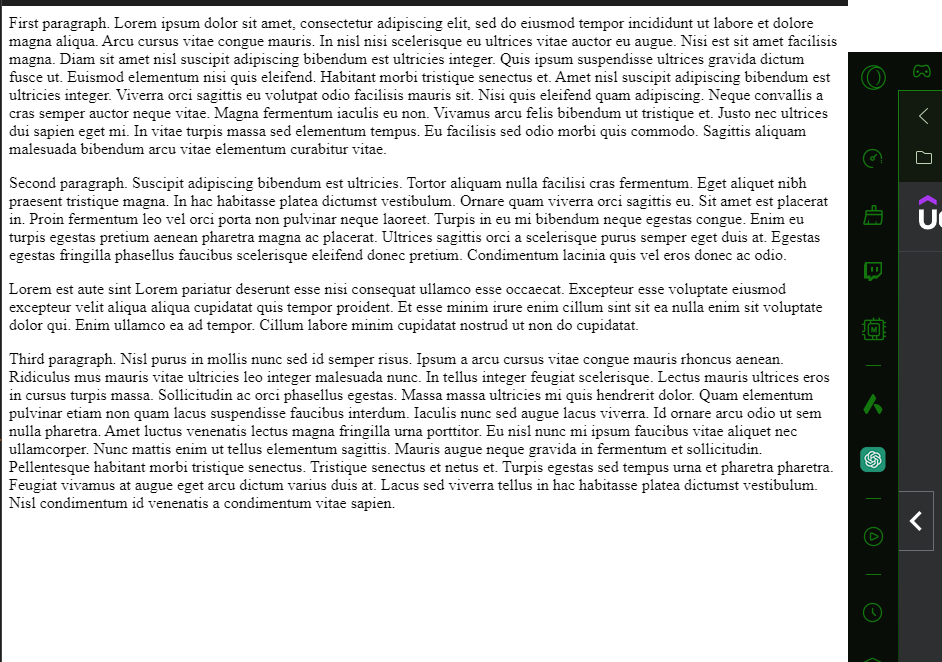 First paragraph. Lorem ipsum dolor sit amet, consectetur adipiscing elit, sed do eiusmod tempor incididunt ut labore et dolore
magna aliqua. Arcu cursus vitae congue mauris. In nisl nisi scelerisque eu ultrices vitae auctor eu augue. Nisi est sit amet facilisis
magna. Diam sit amet nisl suscipit adipiscing bibendum est ultricies integer. Quis ipsum suspendisse ultrices gravida dictum
fusce ut. Euismod elementum nisi quis eleifend. Habitant morbi tristique senectus et. Amet nisl suscipit adipiscing bibendum est
ultricies integer. Viverra orci sagittis eu volutpat odio facilisis mauris sit. Nisi quis eleifend quam adipiscing. Neque convallis a
cras semper auctor neque vitae. Magna fermentum iaculis eu non. Vivamus arcu felis bibendum ut tristique et. Justo nec ultrices
dui sapien eget mi. In vitae turpis massa sed elementum tempus. Eu facilisis sed odio morbi quis commodo. Sagittis aliquam
malesuada bibendum arcu vitae elementum curabitur vitae.
Second paragraph. Suscipit adipiscing bibendum est ultricies. Tortor aliquam nulla facilisi cras fermentum. Eget aliquet nibh
praesent tristique magna. In hac habitasse platea dictumst vestibulum. Ornare quam viverra orci sagittis eu. Sit amet est placerat
in. Proin fermentum leo vel orci porta non pulvinar neque laoreet. Turpis in eu mi bibendum neque egestas congue. Enim eu
turpis egestas pretium aenean pharetra magna ac placerat. Ultrices sagittis orci a scelerisque purus semper eget duis at. Egestas
egestas fringilla phasellus faucibus scelerisque eleifend donec pretium. Condimentum lacinia quis vel eros donec ac odio.
Lorem est aute sint Lorem pariatur deserunt esse nisi consequat ullamco esse occaecat. Excepteur esse voluptate eiusmod
excepteur velit aliqua aliqua cupidatat quis tempor proident. Et esse minim irure enim cillum sint sit ea nulla enim sit voluptate
dolor qui. Enim ullamco ea ad tempor. Cillum labore minim cupidatat nostrud ut non do cupidatat.
Third paragraph. Nisl purus in mollis nunc sed id semper risus. Ipsum a arcu cursus vitae congue mauris rhoncus aenean.
Ridiculus mus mauris vitae ultricies leo integer malesuada nunc. In tellus integer feugiat scelerisque. Lectus mauris ultrices eros
in cursus turpis massa. Sollicitudin ac orci phasellus egestas. Massa massa ultricies mi quis hendrerit dolor. Quam elementum
pulvinar etiam non quam lacus suspendisse faucibus interdum. Iaculis nunc sed augue lacus viverra. Id ornare arcu odio ut sem
nulla pharetra. Amet luctus venenatis lectus magna fringilla urna porttitor. Eu nisl nunc mi ipsum faucibus vitae aliquet nec
ullamcorper. Nunc mattis enim ut tellus elementum sagittis. Mauris augue neque gravida in fermentum et sollicitudin.
Pellentesque habitant morbi tristique senectus. Tristique senectus et netus et. Turpis egestas sed tempus urna et pharetra pharetra.
Feugiat vivamus at augue eget arcu dictum varius duis at. Lacus sed viverra tellus in hac habitasse platea dictumst vestibulum.
Nisl condimentum id venenatis a condimentum vitae sapien.